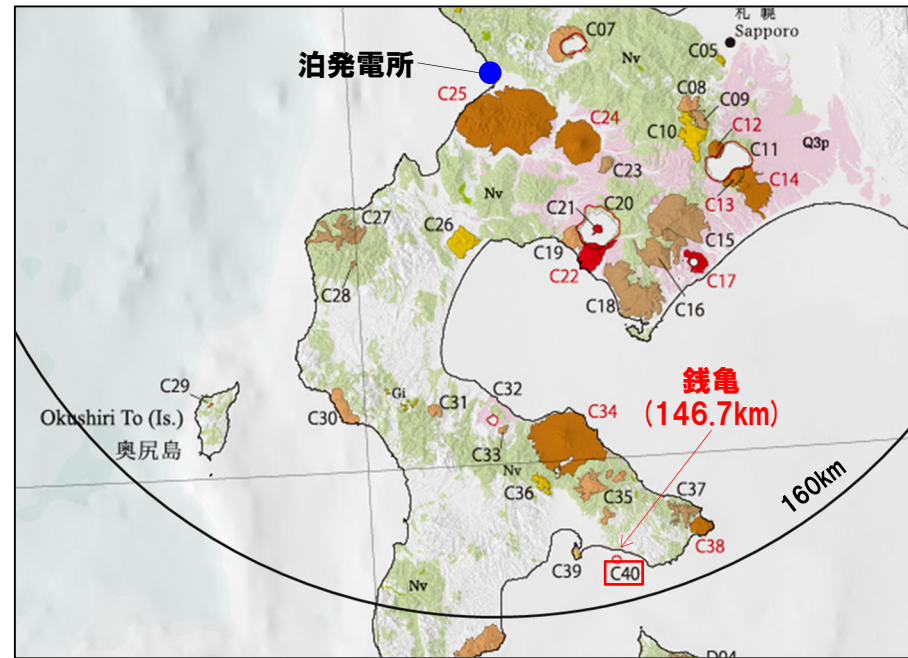 札 幌
Sapporo
C07
C05
Nv
泊発電所
C25
C08
C09
C24
C10
C12
C11
Q3p
C23
C14
C13
Nv
C20
C21
C27
C26
C15
C19
C17
C22
C28
C18
C16
銭亀
(146.7km)
C29
C32
C34
Okushiri To (Is.)
奥尻島
Gi
C31
C30
C33
Nv
C36
C35
C37
160km
C38
C39
C40
Nv
D04